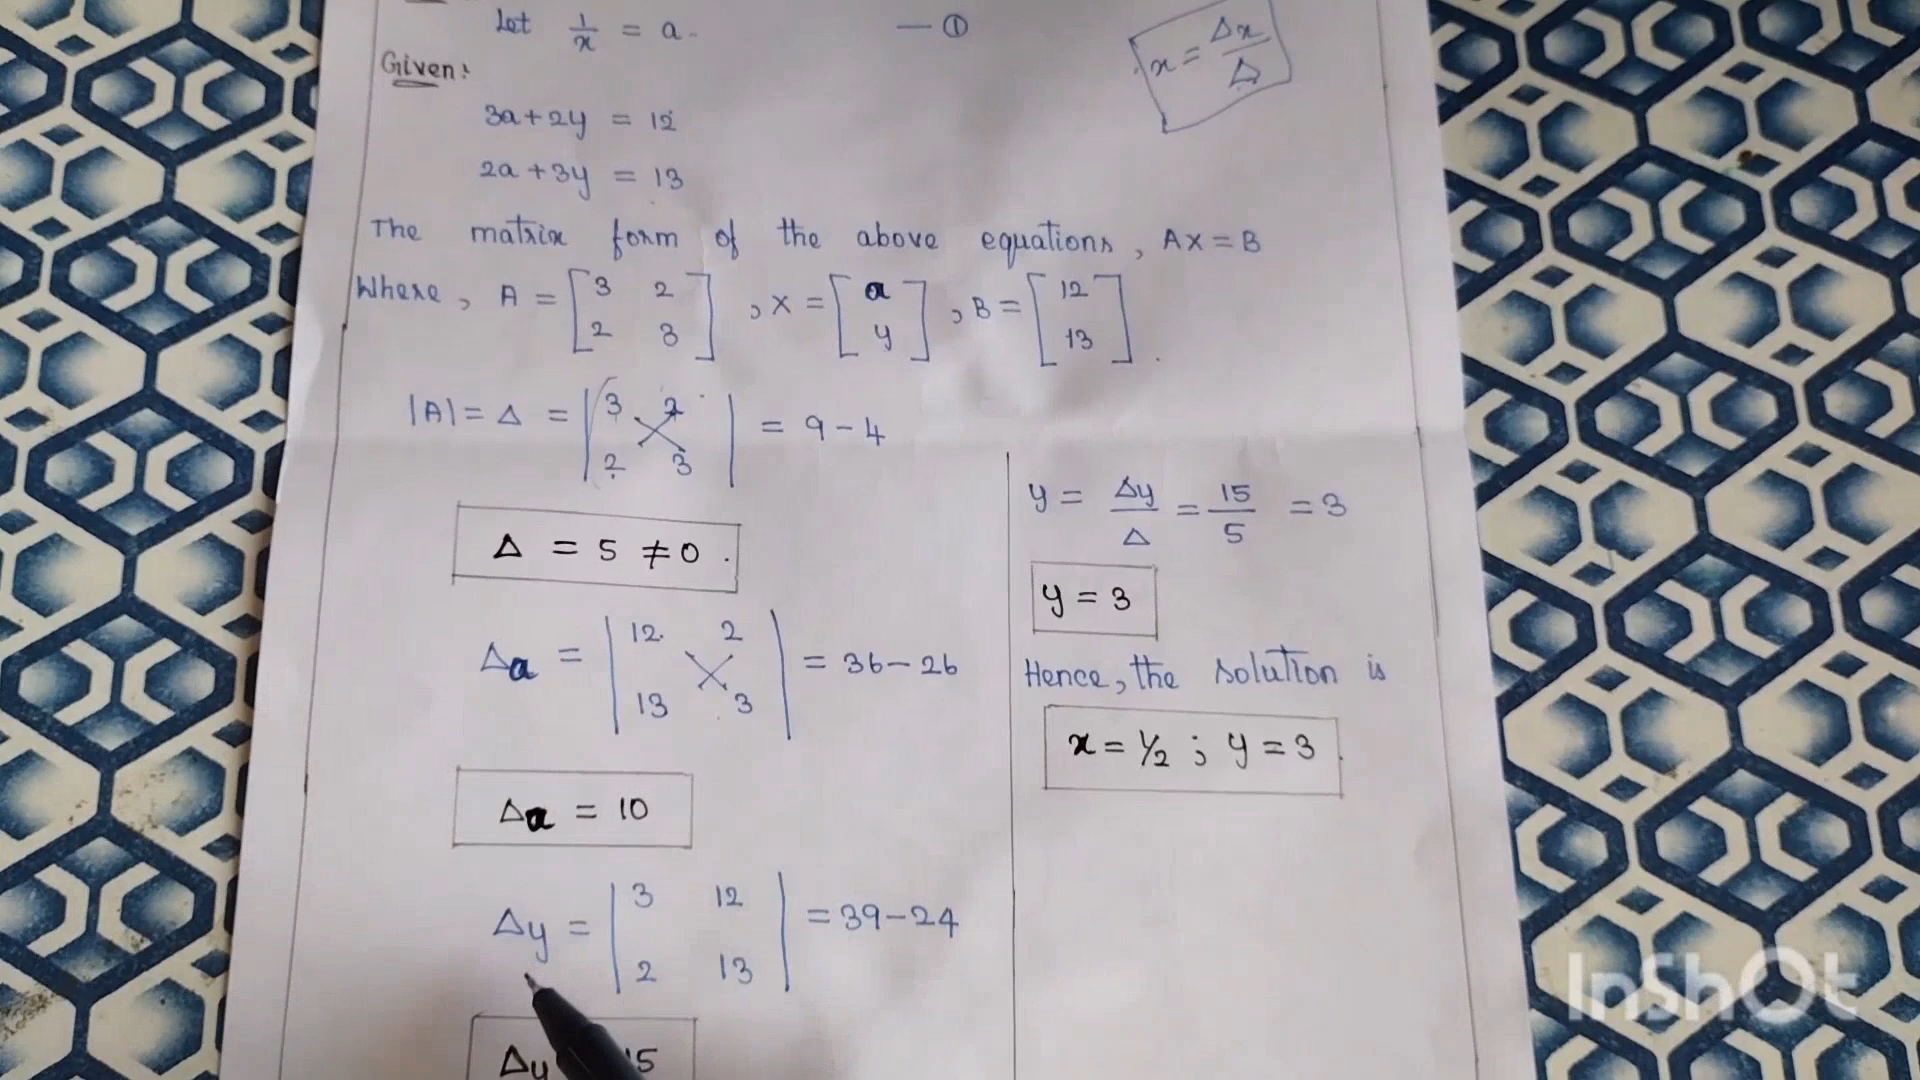 Let 1/x = a. — ①
x = Δx/Δ
Given:
3a+2y = 12
2a+3y = 13
The matrix form of the above equations, AX=B
Where, A = [3 2; 2 3], X = [a; y], B = [12; 13].
|A| = Δ = |3 2; 2 3| = 9-4
Δ = 5 ≠ 0.
Δa = |12 2; 13 3| = 36-26
Δa = 10
Δy = |3 12; 2 13| = 39-24
Δy 15
y = Δy/Δ = 15/5 = 3
y = 3
Hence, the solution is
x = 1/2 ; y = 3
InShOt